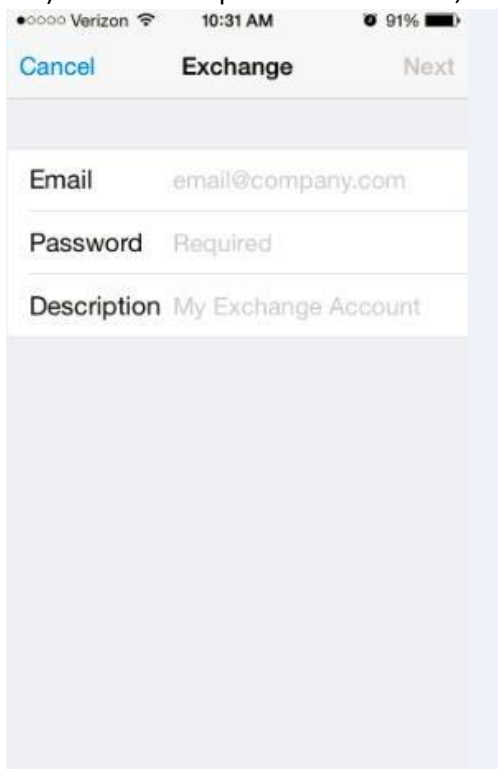 Verizon 10:31 AM 91%
Cancel Exchange Next
Email email@company.com
Password Required
Description My Exchange Account